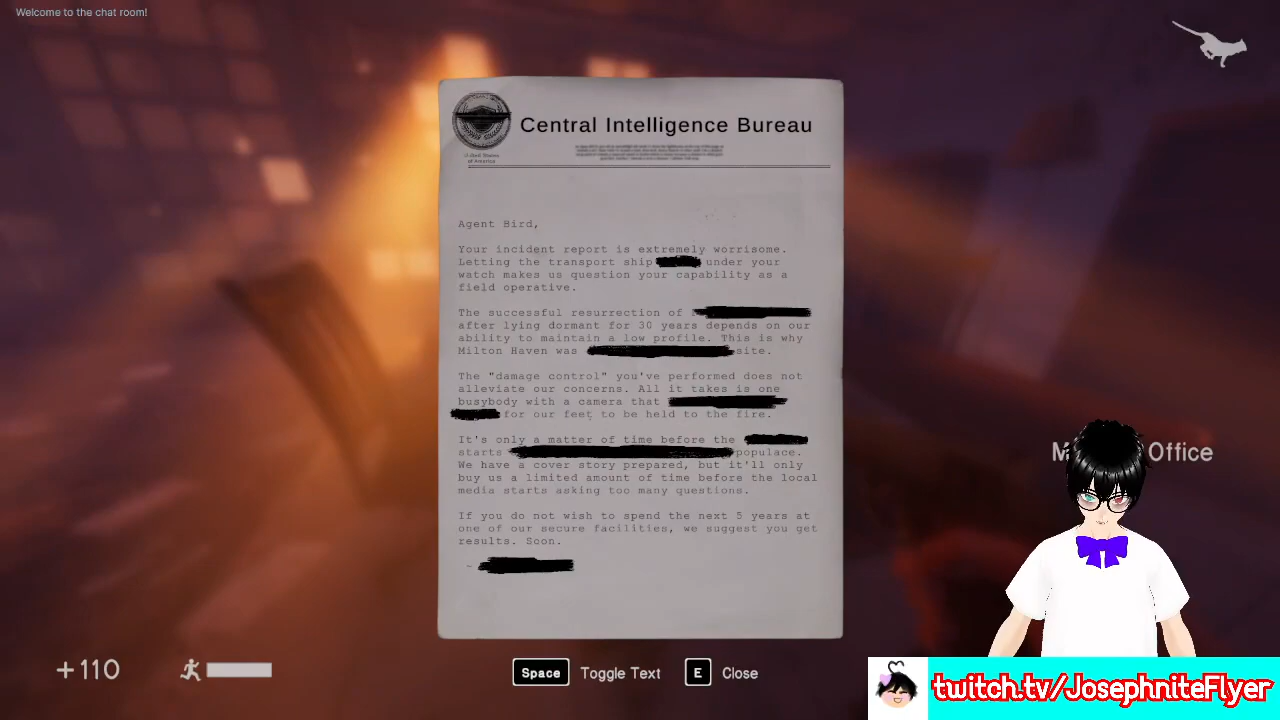 Welcome to the chat room!
Central Intelligence Bureau
United States
of America
Agent Bird,
Your incident report is extremely worrisome.
Letting the transport ship under your
watch makes us question your capability as a
field operative.
The successful resurrection of
after lying dormant for 30 years depends on our
ability to maintain a low profile. This is why
Milton Haven was site.
The "damage control" you've performed does not
alleviate our concerns. All it takes is one
busybody with a camera that
for our feet to be held to the fire.
It's only a matter of time before the
starts populace.
We have a cover story prepared, but it'll only
buy us a limited amount of time before the local
media starts asking too many questions.
If you do not wish to spend the next 5 years at
one of our secure facilities, we suggest you get
results. Soon.
-
Office
+110
Space Toggle Text E Close
twitch.tv/JosephniteFlyer